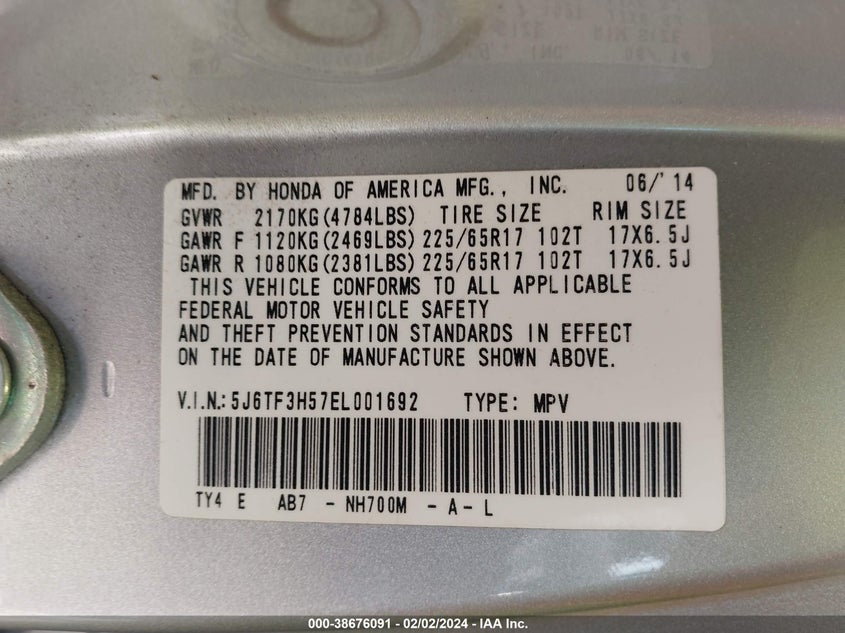 MFD. BY HONDA OF AMERICA MFG., INC. 06/'14
GVWR 2170KG(4784LBS) TIRE SIZE RIM SIZE
GAWR F 1120KG(2469LBS) 225/65R17 102T 17X6.5J
GAWR R 1080KG(2381LBS) 225/65R17 102T 17X6.5J
THIS VEHICLE CONFORMS TO ALL APPLICABLE
FEDERAL MOTOR VEHICLE SAFETY
AND THEFT PREVENTION STANDARDS IN EFFECT
ON THE DATE OF MANUFACTURE SHOWN ABOVE.
V.I.N.: 5J6TF3H57EL001692 TYPE: MPV
TY4 E AB7 - NH700M - A - L
000-38676091 - 02/02/2024 - IAA Inc.